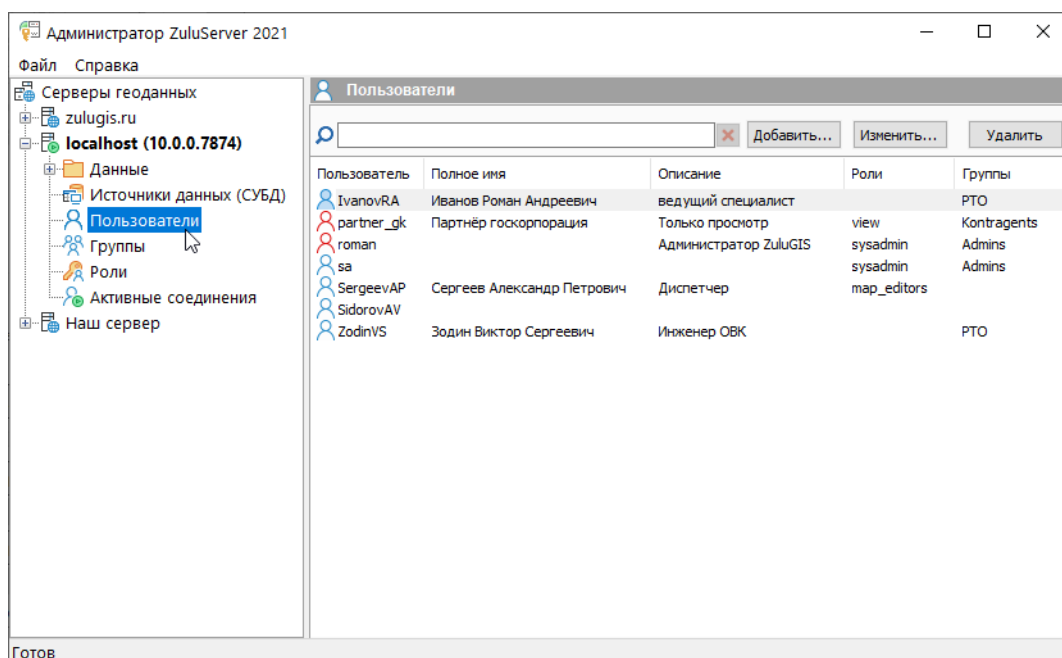 Администратор ZuluServer 2021
Файл Справка
Серверы геоданных
zulugis.ru
localhost (10.0.0.7874)
Данные
Источники данных (СУБД)
Пользователи
Группы
Роли
Активные соединения
Наш сервер
Пользователи
Добавить... Изменить... Удалить
Пользователь Полное имя Описание Роли Группы
IvanovRA Иванов Роман Андреевич ведущий специалист PTO
partner_gk Партнёр госкорпорация Только просмотр view Kontragents
roman Администратор ZuluGIS sysadmin Admins
sa sysadmin Admins
SergeevAP Сергеев Александр Петрович Диспетчер map_editors
SidorovAV
ZodinVS Зодин Виктор Сергеевич Инженер ОВК PTO
Готов